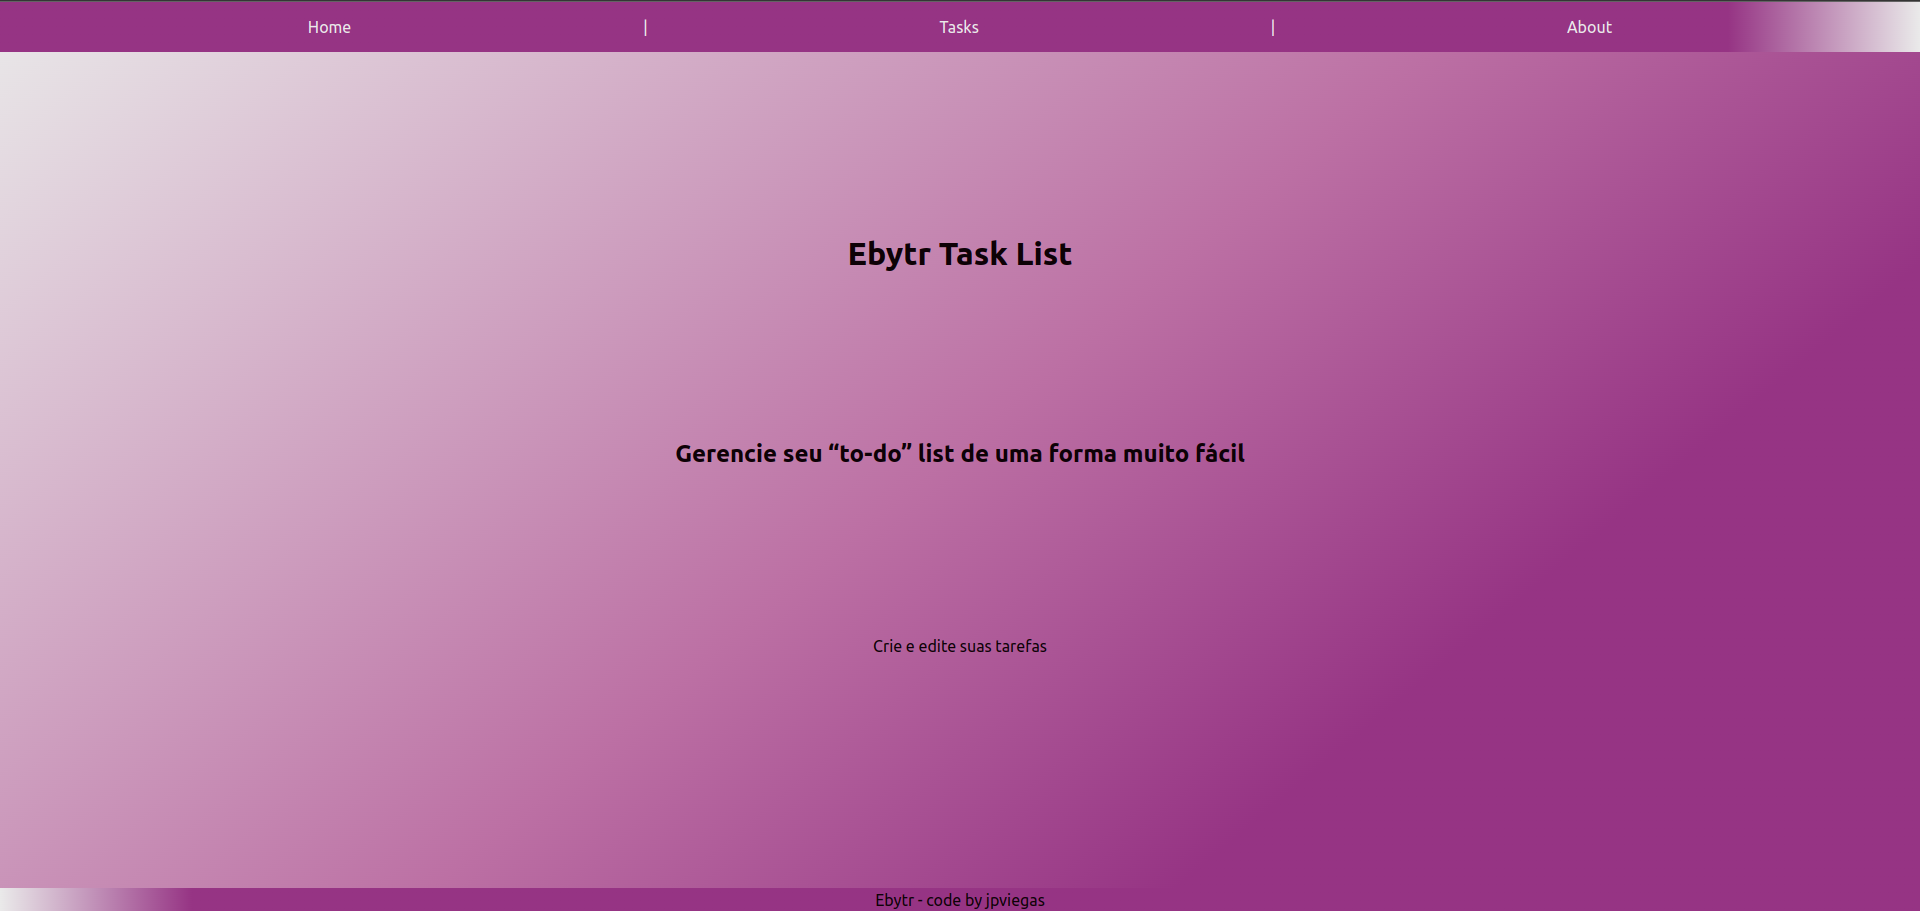 Home | Tasks | About
Ebytr Task List
Gerencie seu “to-do” list de uma forma muito fácil
Crie e edite suas tarefas
Ebytr - code by jpviegas